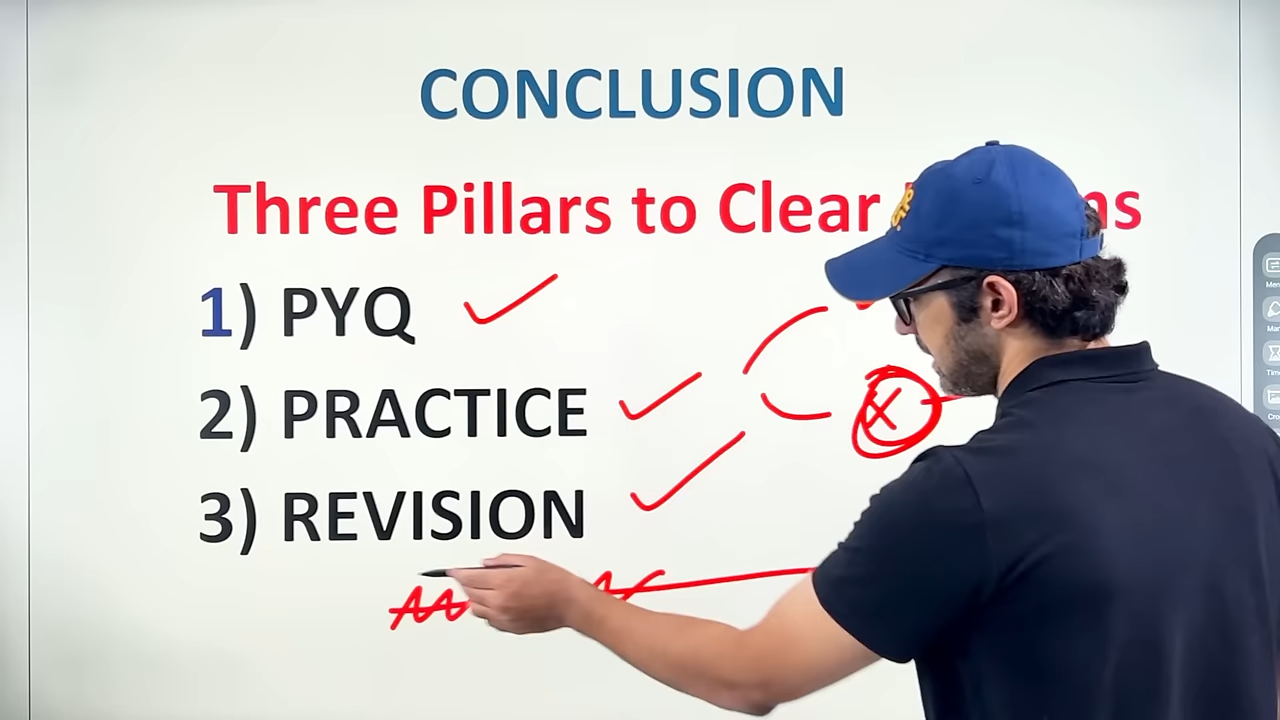 CONCLUSION
Three Pillars to Clear
1) PYQ
2) PRACTICE
3) REVISION